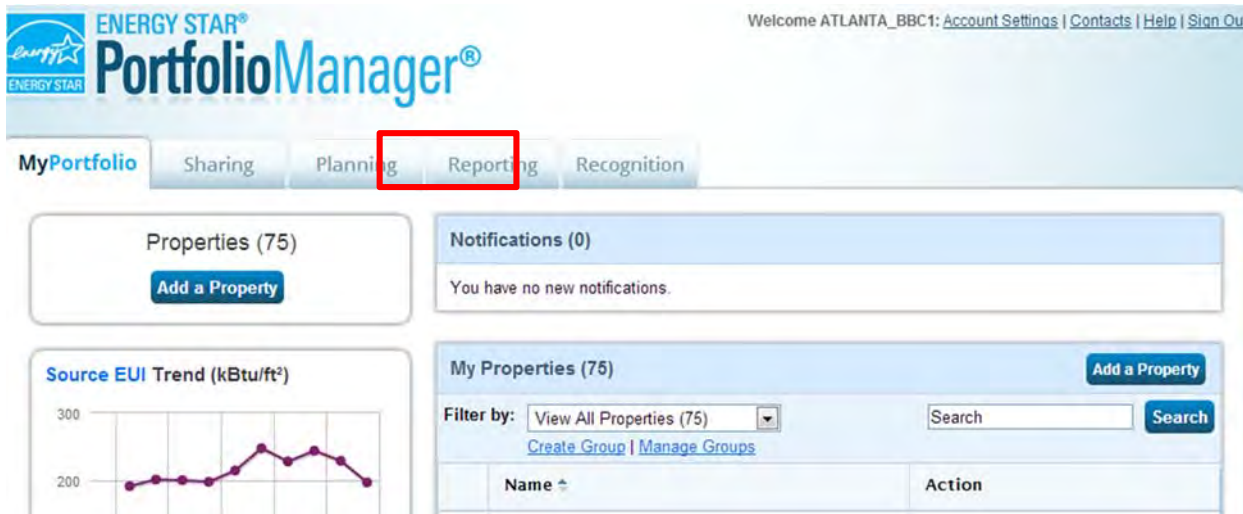 ENERGY STAR®
PortfolioManager®
energy
ENERGY STAR
Welcome ATLANTA_BBC1: Account Settings | Contacts | Help | Sign Ou
MyPortfolio Sharing Planning Reporting Recognition
Properties (75)
Add a Property
Notifications (0)
You have no new notifications.
Source EUI Trend (kBtu/ft²)
300
200
My Properties (75) Add a Property
Filter by: View All Properties (75) Search Search
Create Group | Manage Groups
Name Action